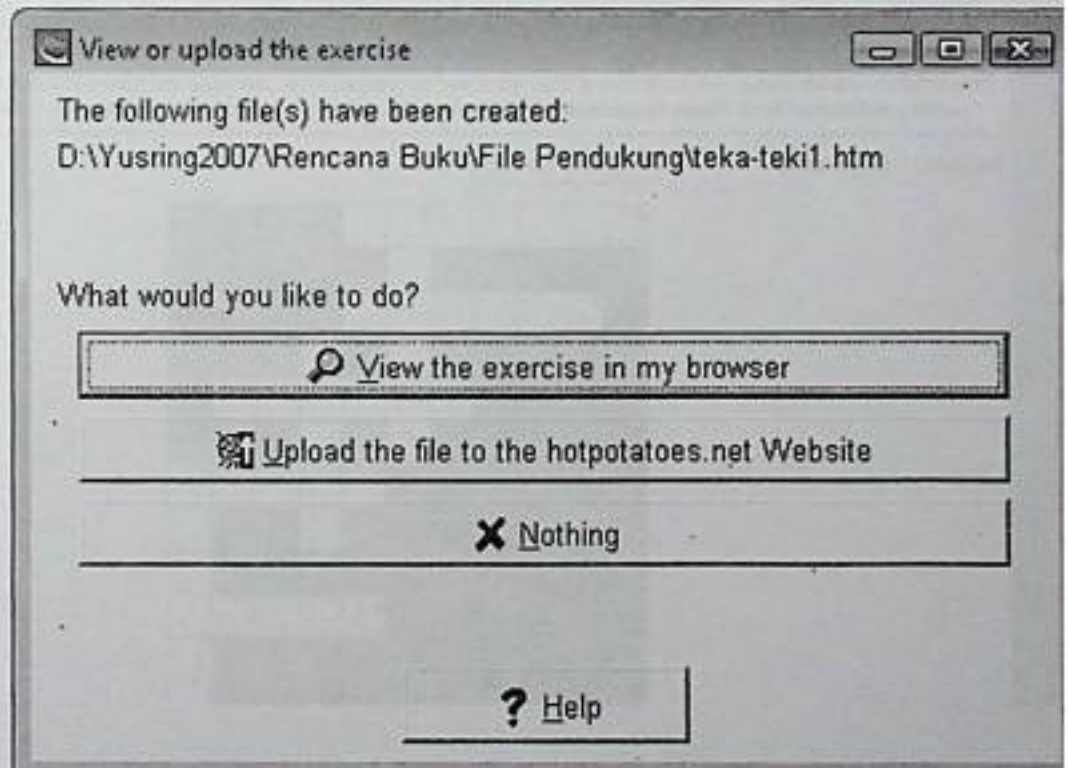 View or upload the exercise
The following file(s) have been created:
D:\Yusring2007\Rencana Buku\File Pendukung\teka-teki1.htm
What would you like to do?
View the exercise in my browser
Upload the file to the hotpotatoes.net Website
Nothing
? Help